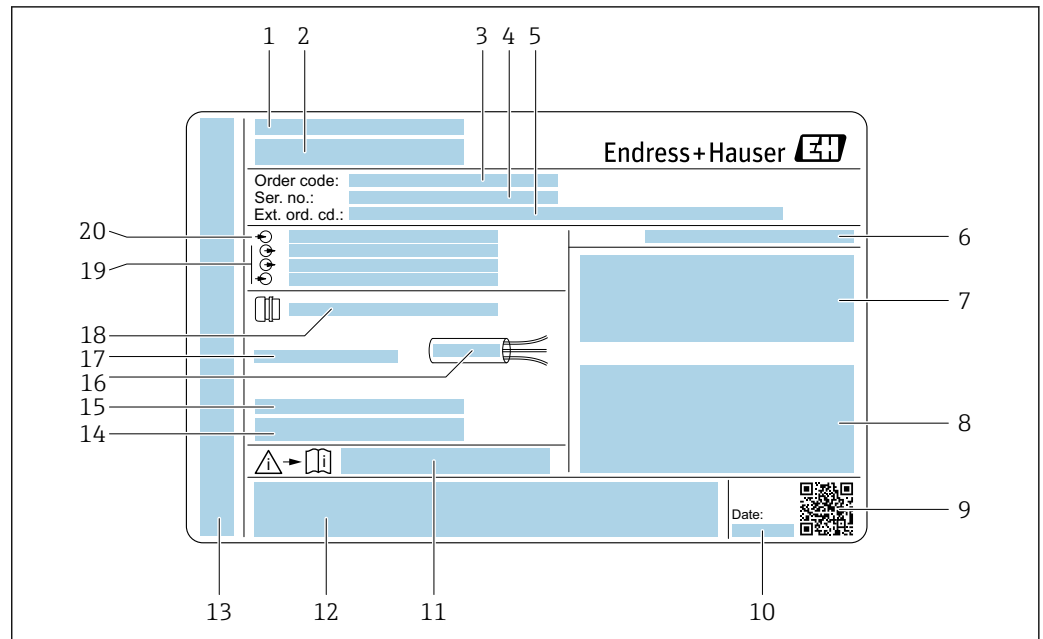 1 2 3 4 5
Endress+Hauser EH
Order code:
Ser. no.:
Ext. ord. cd.:
20
6
19
7
18
17
16
15
14
8
i i
Date:
9
13 12 11 10